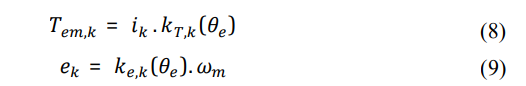 T_{em,k} = i_k . k_{T,k}(θ_e) (8)
e_k = k_{e,k}(θ_e). ω_m (9)